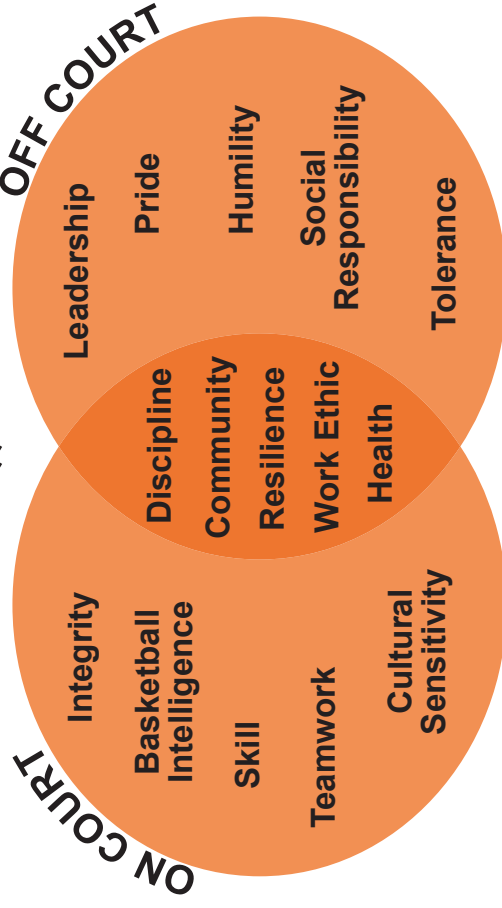 ON COURT
Integrity
Basketball
Intelligence
Skill
Teamwork
Cultural
Sensitivity
Discipline
Community
Resilience
Work Ethic
Health
OFF COURT
Leadership
Pride
Humility
Social
Responsibility
Tolerance